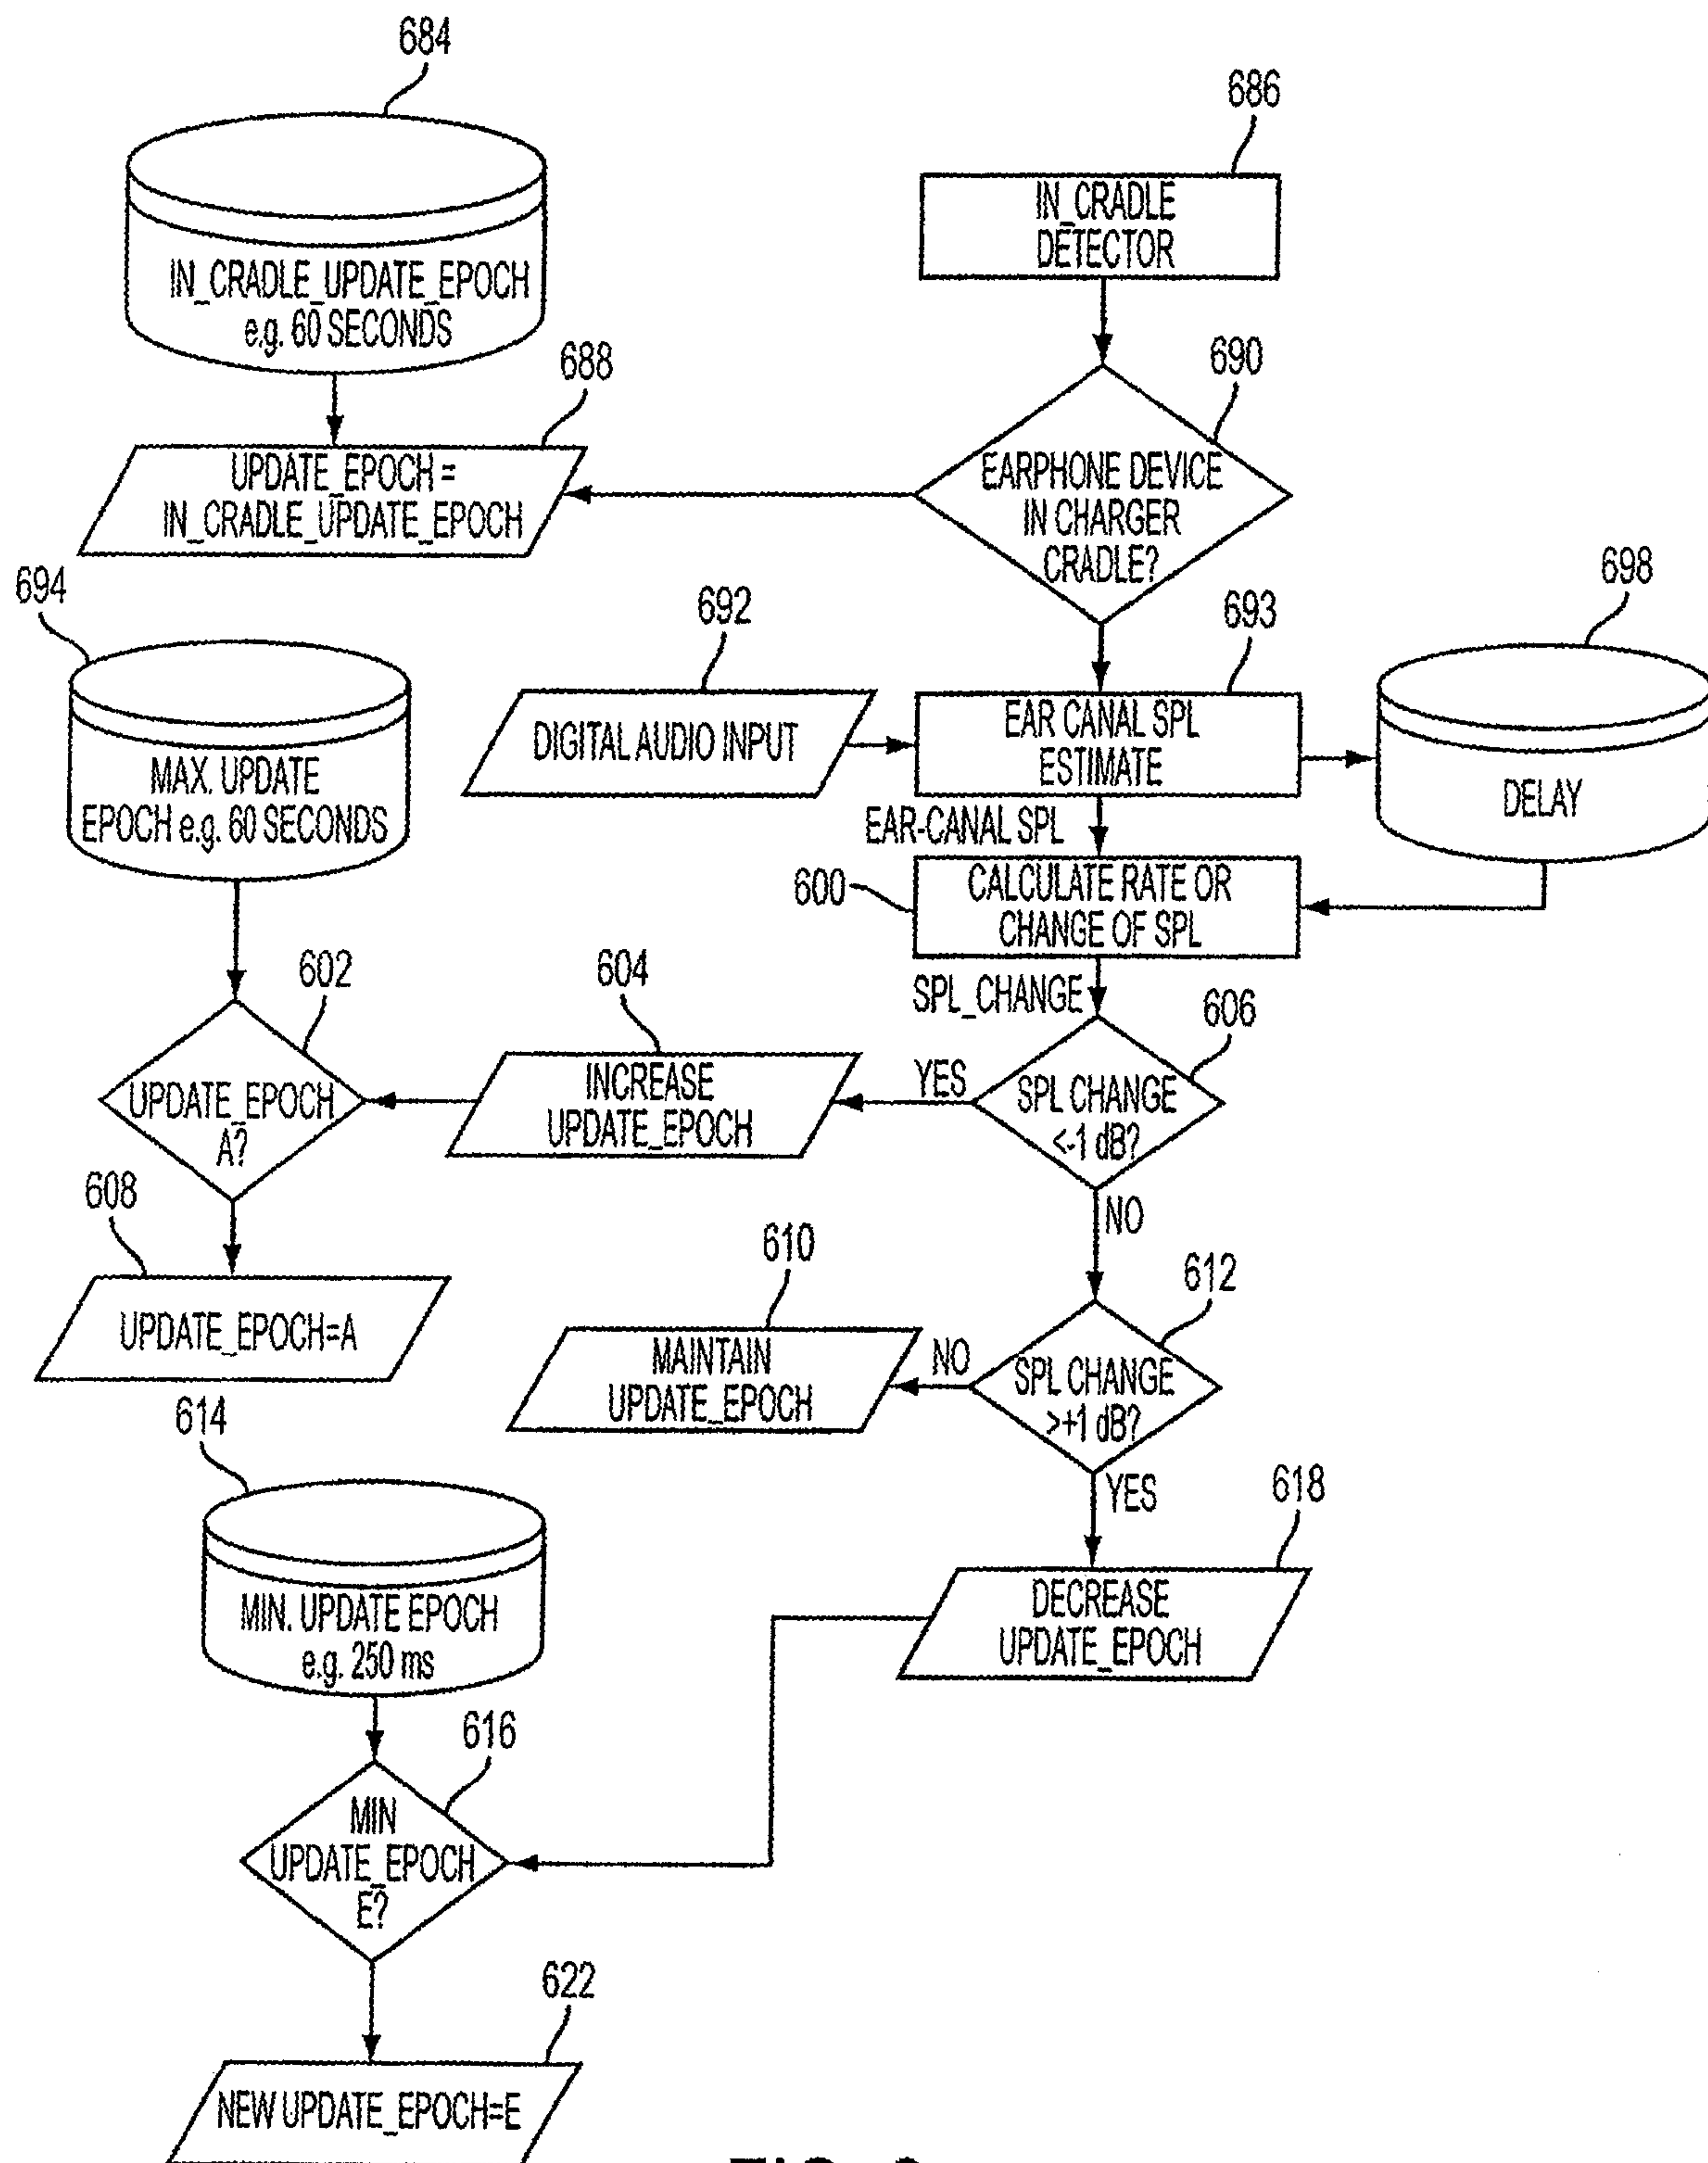 684
686
IN_CRADLE
DETECTOR
IN_CRADLE_UPDATE_EPOCH
e.g. 60 SECONDS
688
690
UPDATE_EPOCH =
IN_CRADLE_UPDATE_EPOCH
EARPHONE DEVICE
IN CHARGER
CRADLE?
694
692
693
698
DIGITAL AUDIO INPUT
EAR CANAL SPL
ESTIMATE
MAX. UPDATE
EPOCH e.g. 60 SECONDS
DELAY
EAR-CANAL SPL
600
CALCULATE RATE OR
CHANGE OF SPL
602
604
SPL_CHANGE
606
UPDATE_EPOCH
A?
INCREASE
UPDATE_EPOCH
YES
SPL CHANGE
<-1 dB?
608
NO
610
612
UPDATE_EPOCH=A
MAINTAIN
UPDATE_EPOCH
NO
SPL CHANGE
>+1 dB?
614
YES
618
MIN. UPDATE EPOCH
e.g. 250 ms
DECREASE
UPDATE_EPOCH
616
MIN
UPDATE_EPOCH
E?
622
NEW UPDATE_EPOCH=E